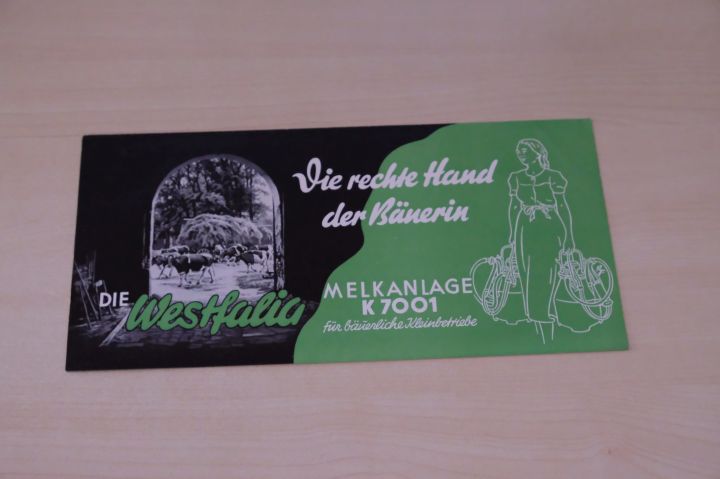 Die rechte Hand
der Bäuerin
DIE Westfalia
MELKANLAGE
K 7001
für bäuerliche Kleinbetriebe